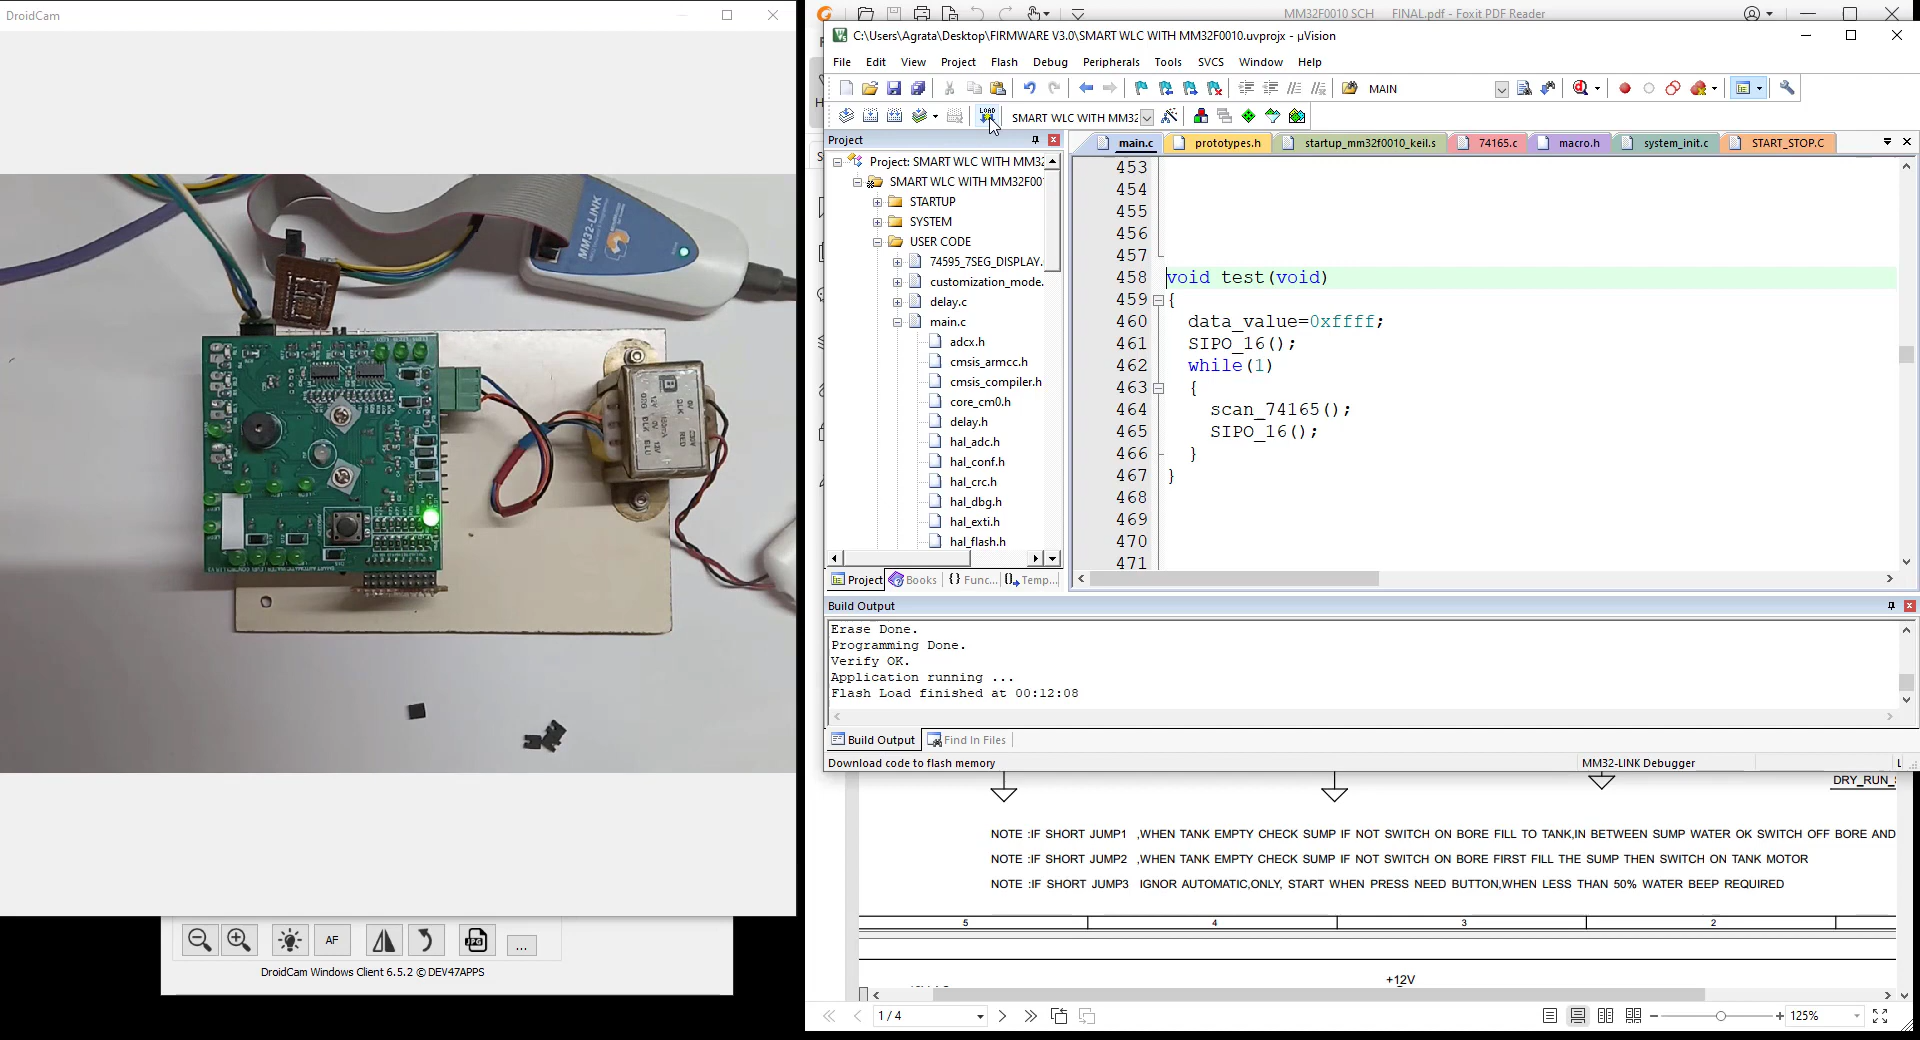 DroidCam
MM32F0010 SCH     FINAL.pdf - Foxit PDF Reader
C:\Users\Agrata\Desktop\FIRMWARE V3.0\SMART WLC WITH MM32F0010.uvprojx - µVision
File Edit View Project Flash Debug Peripherals Tools SVCS Window Help
MAIN
LOAD
SMART WLC WITH MM32
Project
main.c
prototypes.h
startup_mm32f0010_keil.s
74165.c
macro.h
system_init.c
START_STOP.C
Project: SMART WLC WITH MM32
SMART WLC WITH MM32F00
STARTUP
SYSTEM
USER CODE
74595_7SEG_DISPLAY.
customization_mode.
delay.c
main.c
adcx.h
cmsis_armcc.h
cmsis_compiler.h
core_cm0.h
delay.h
hal_adc.h
hal_conf.h
hal_crc.h
hal_dbg.h
hal_exti.h
hal_flash.h
453
454
455
456
457
458 void test(void)
459 {
460 data_value=0xffff;
461 SIPO_16();
462 while(1)
463 {
464 scan_74165();
465 SIPO_16();
466 }
467 }
468
469
470
471
Project Books {} Func... Temp...
Build Output
Erase Done.
Programming Done.
Verify OK.
Application running ...
Flash Load finished at 00:12:08
Build Output Find In Files
Download code to flash memory
MM32-LINK Debugger
MM32-LINK
DRY_RUN_
NOTE :IF SHORT JUMP1 ,WHEN TANK EMPTY CHECK SUMP IF NOT SWITCH ON BORE FILL TO TANK,IN BETWEEN SUMP WATER OK SWITCH OFF BORE AND
NOTE :IF SHORT JUMP2 ,WHEN TANK EMPTY CHECK SUMP IF NOT SWITCH ON BORE FIRST FILL THE SUMP THEN SWITCH ON TANK MOTOR
NOTE :IF SHORT JUMP3 IGNOR AUTOMATIC,ONLY, START WHEN PRESS NEED BUTTON,WHEN LESS THAN 50% WATER BEEP REQUIRED
5 4 3 2
+12V
1 / 4
125%
AF
JPG
...
DroidCam Windows Client 6.5.2 © DEV47APPS